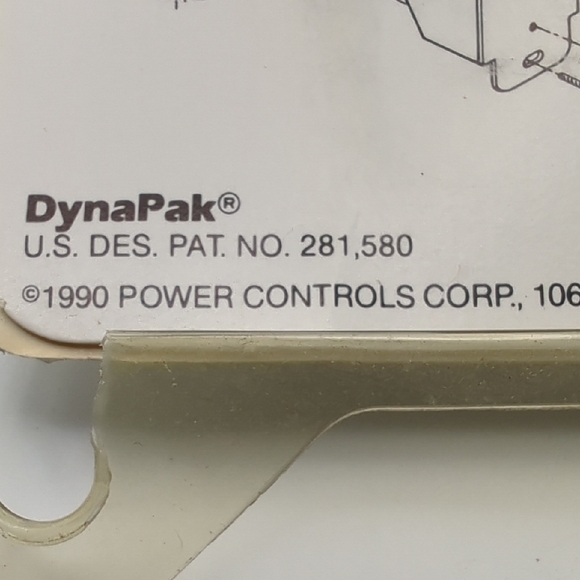 DynaPak®
U.S. DES. PAT. NO. 281,580
©1990 POWER CONTROLS CORP., 106